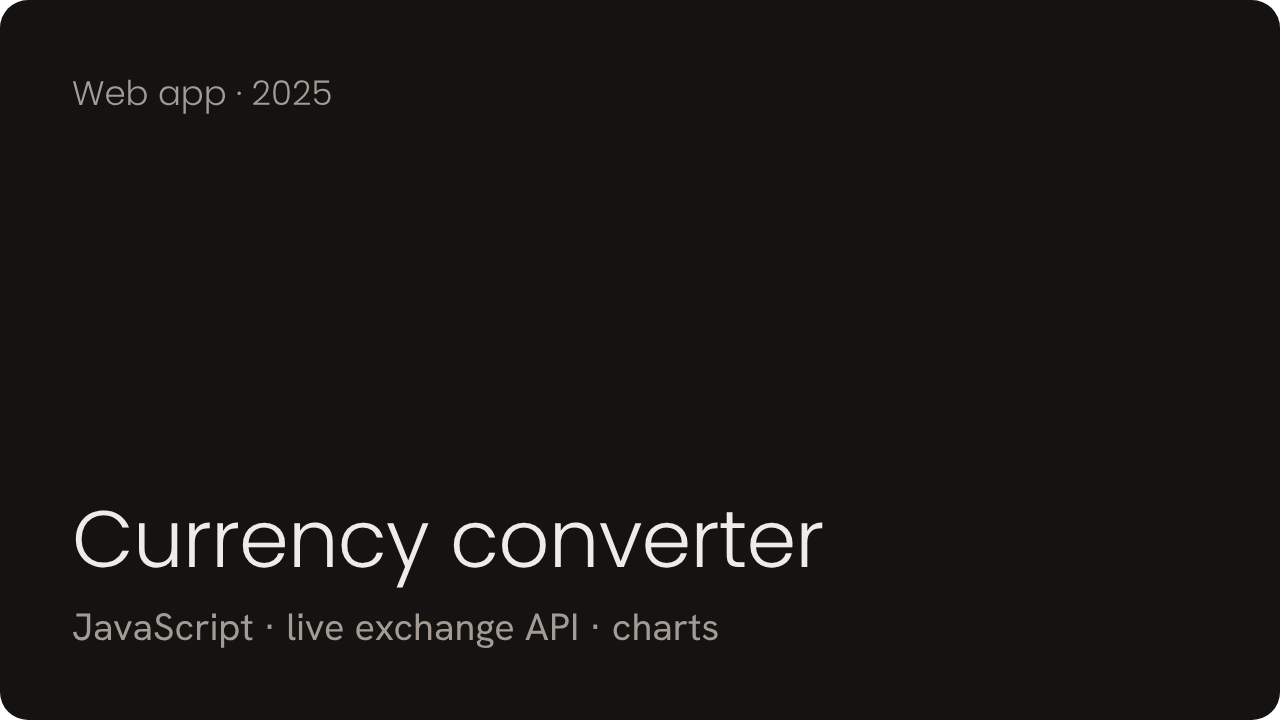 Web app · 2025
Currency converter
JavaScript · live exchange API · charts